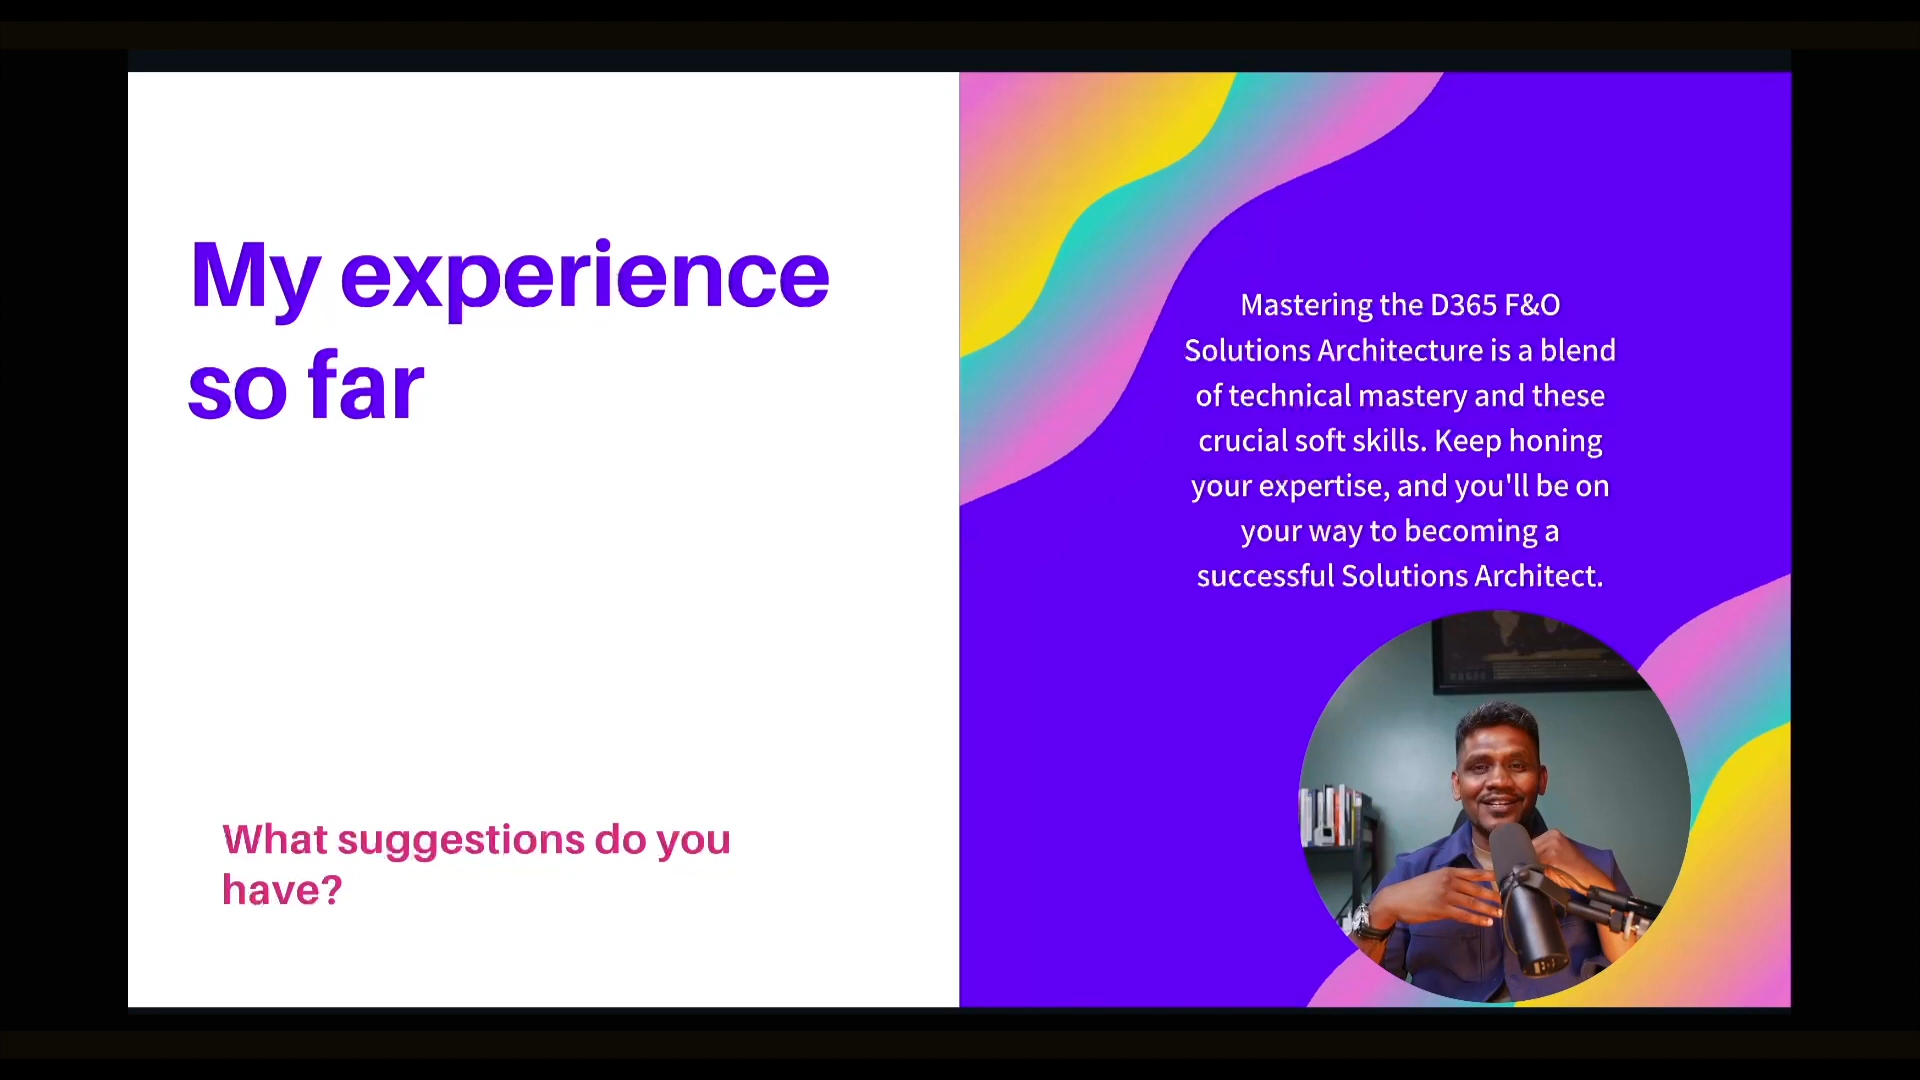 My experience
so far
What suggestions do you
have?
Mastering the D365 F&O
Solutions Architecture is a blend
of technical mastery and these
crucial soft skills. Keep honing
your expertise, and you'll be on
your way to becoming a
successful Solutions Architect.